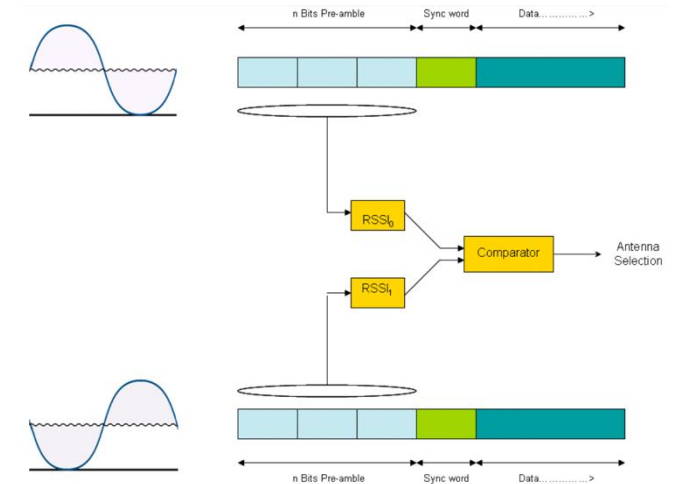 n Bits Pre-amble Sync word Data.............>
RSSI0
Comparator
Antenna
Selection
RSSI1
n Bits Pre-amble Sync word Data.............>